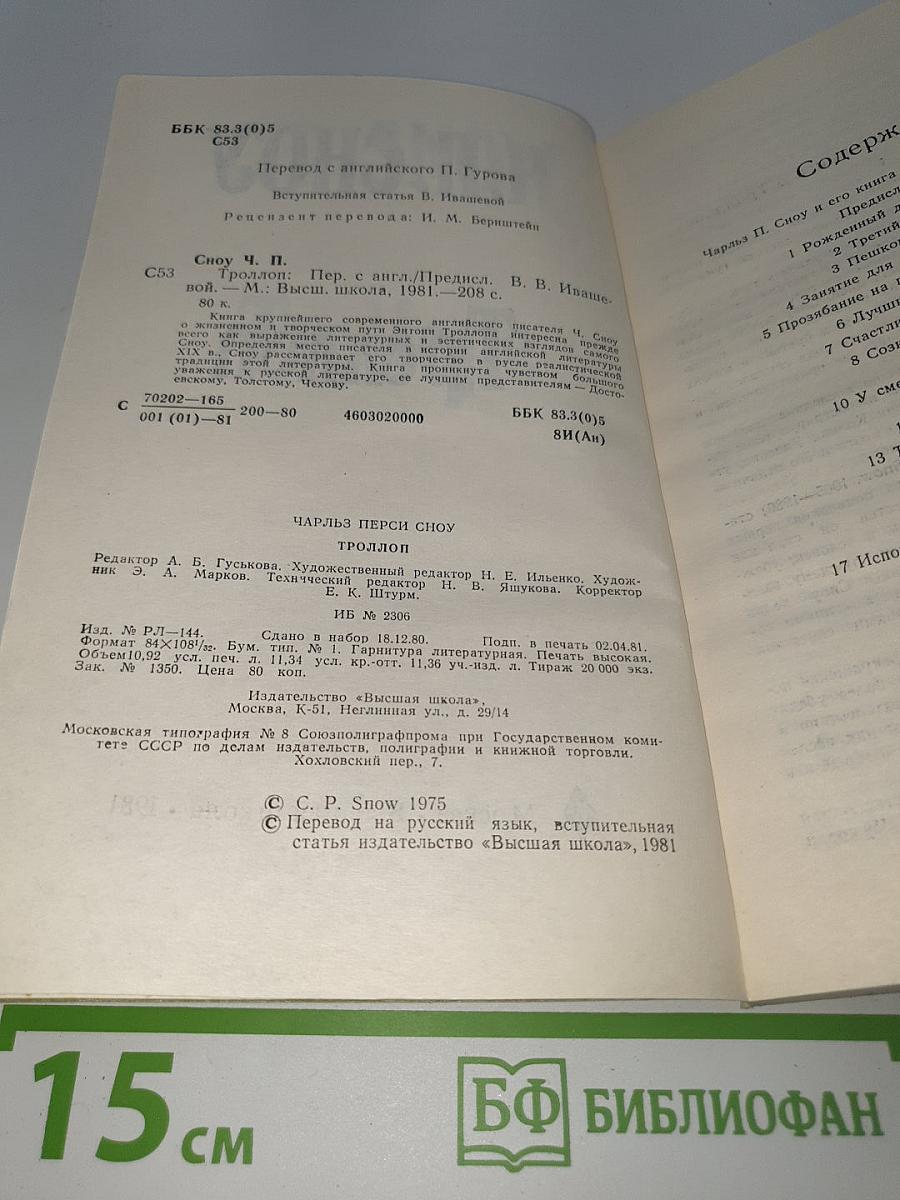 ББК 83.3(0)5
С53
Перевод с английского П. Гурова
Вступительная статья В. Ивашевой
Рецензент перевода: И. М. Бернштейн
Сноу Ч. П.
С53 Троллоп: Пер. с англ./Предисл. В. В. Иваше-
вой. — М.: Высш. школа, 1981.—208 с.
80 к.
Книга крупнейшего современного английского писателя Ч. Сноу
о жизненном и творческом пути Энтони Троллопа интересна прежде
всего как выражение литературных и эстетических взглядов самого
Сноу. Определяя место писателя в истории английской литературы
XIX в., Сноу рассматривает его творчество в русле реалистической
традиции этой литературы. Книга проникнута чувством большого
уважения к русской литературе, ее лучшим представителям — Досто-
евскому, Толстому, Чехову.
С 70202—165
001 (01)—81 200—80 4603020000 ББК 83.3(0)5
8И(Ан)
ЧАРЛЬЗ ПЕРСИ СНОУ
ТРОЛЛОП
Редактор А. Б. Гуськова. Художественный редактор Н. Е. Ильенко. Худож-
ник Э. А. Марков. Технический редактор Н. В. Яшукова. Корректор
Е. К. Штурм.
ИБ № 2306
Изд. № РЛ—144. Сдано в набор 18.12.80. Подп. в печать 02.04.81.
Формат 84×108¹/₃₂. Бум. тип. № 1. Гарнитура литературная. Печать высокая.
Объем 10,92 усл. печ. л. 11,34 усл. кр.-отт. 11,36 уч.-изд. л. Тираж 20 000 экз.
Зак. № 1350. Цена 80 коп.
Издательство «Высшая школа»,
Москва, К-51, Неглинная ул., д. 29/14
Московская типография № 8 Союзполиграфпрома при Государственном коми-
тете СССР по делам издательств, полиграфии и книжной торговли.
Хохловский пер., 7.
© C. P. Snow 1975
© Перевод на русский язык, вступительная
статья издательство «Высшая школа», 1981
Содерж
Чарльз П. Сноу и его книга
Предисл
1 Рожденный д
2 Третий
3 Пешко
4 Занятие для
5 Прозябание на
6 Лучши
7 Счастли
8 Созн
10 У сме
13 Т
17 Испо
15 см
БФ БИБЛИОФАН